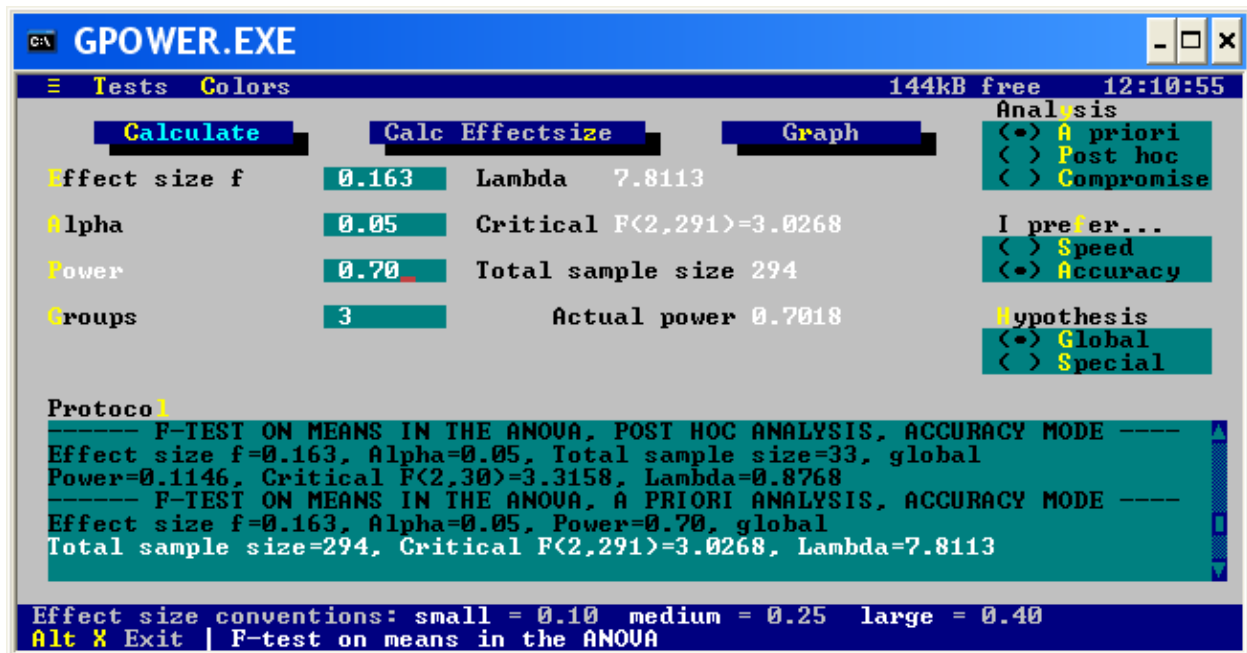 GPOWER.EXE
≡ Tests Colors 144kB free 12:10:55
Calculate Calc Effectsize Graph
Analysis
(•) A priori
( ) Post hoc
( ) Compromise
Effect size f 0.163 Lambda 7.8113
Alpha 0.05 Critical F(2,291)=3.0268
I prefer...
( ) Speed
(•) Accuracy
Power 0.70_ Total sample size 294
Groups 3 Actual power 0.7018
Hypothesis
(•) Global
( ) Special
Protocol
------ F-TEST ON MEANS IN THE ANOVA, POST HOC ANALYSIS, ACCURACY MODE ----
Effect size f=0.163, Alpha=0.05, Total sample size=33, global
Power=0.1146, Critical F(2,30)=3.3158, Lambda=0.8768
------ F-TEST ON MEANS IN THE ANOVA, A PRIORI ANALYSIS, ACCURACY MODE ----
Effect size f=0.163, Alpha=0.05, Power=0.70, global
Total sample size=294, Critical F(2,291)=3.0268, Lambda=7.8113
Effect size conventions: small = 0.10 medium = 0.25 large = 0.40
Alt X Exit | F-test on means in the ANOVA